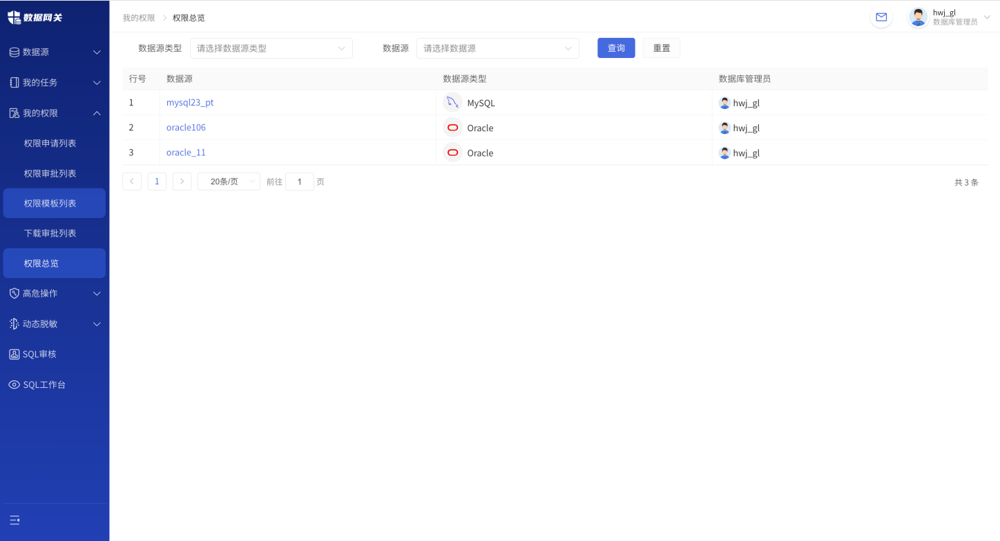 数据网关
数据源
我的任务
我的权限
权限申请列表
权限审批列表
权限模板列表
下载审批列表
权限总览
高危操作
动态脱敏
SQL审核
SQL工作台
我的权限 权限总览
hwj_gl
数据库管理员
数据源类型 请选择数据源类型 数据源 请选择数据源 查询 重置
行号 数据源 数据源类型 数据库管理员
1 mysql23_pt MySQL hwj_gl
2 oracle106 Oracle hwj_gl
3 oracle_11 Oracle hwj_gl
1 20条/页 前往 1 页 共 3 条